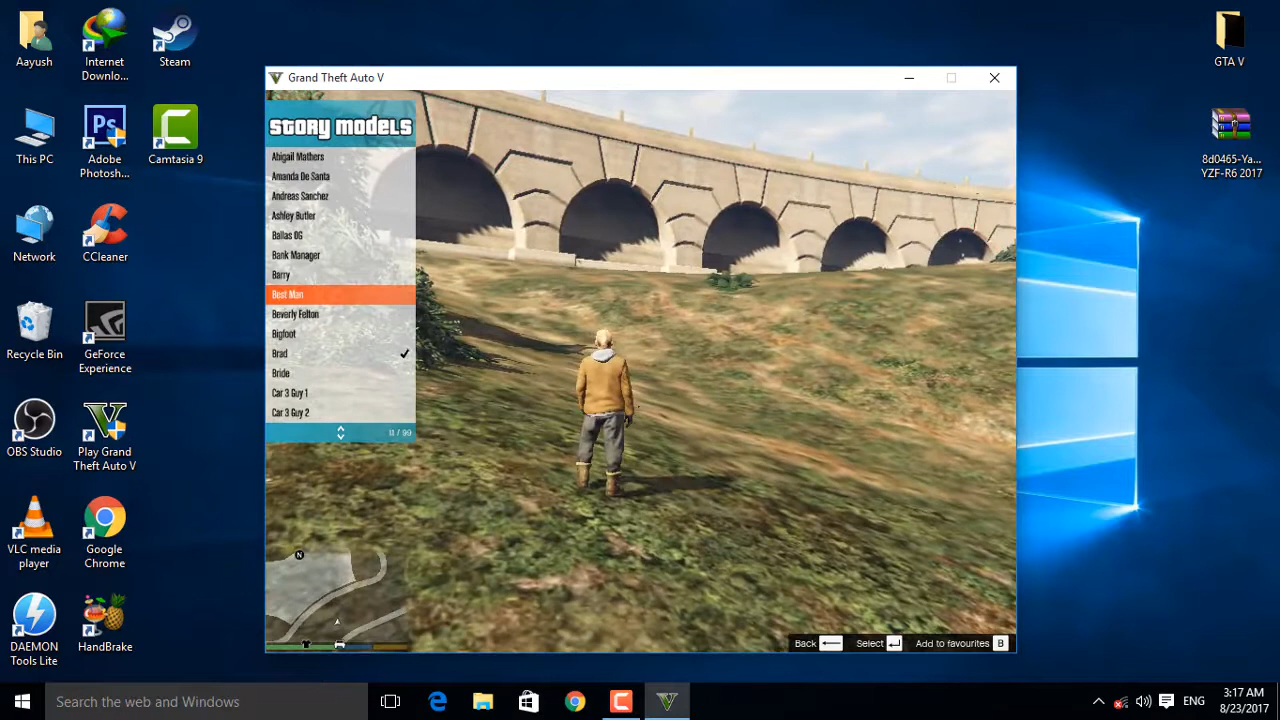 Aayush
Internet
Downlo...
Steam
This PC
Adobe
Photosh...
Camtasia 9
Network
CCleaner
Recycle Bin
GeForce
Experience
OBS Studio
Play Grand
Theft Auto V
VLC media
player
Google
Chrome
DAEMON
Tools Lite
HandBrake
GTA V
8d0465-Ya...
YZF-R6 2017
Grand Theft Auto V
story models
Abigail Mathers
Amanda De Santa
Andreas Sanchez
Ashley Butler
Ballas OG
Bank Manager
Barry
Best Man
Beverly Felton
Bigfoot
Brad
Bride
Car 3 Guy 1
Car 3 Guy 2
11 / 99
N
Back
Select
Add to favourites B
Search the web and Windows
ENG
3:17 AM
8/23/2017